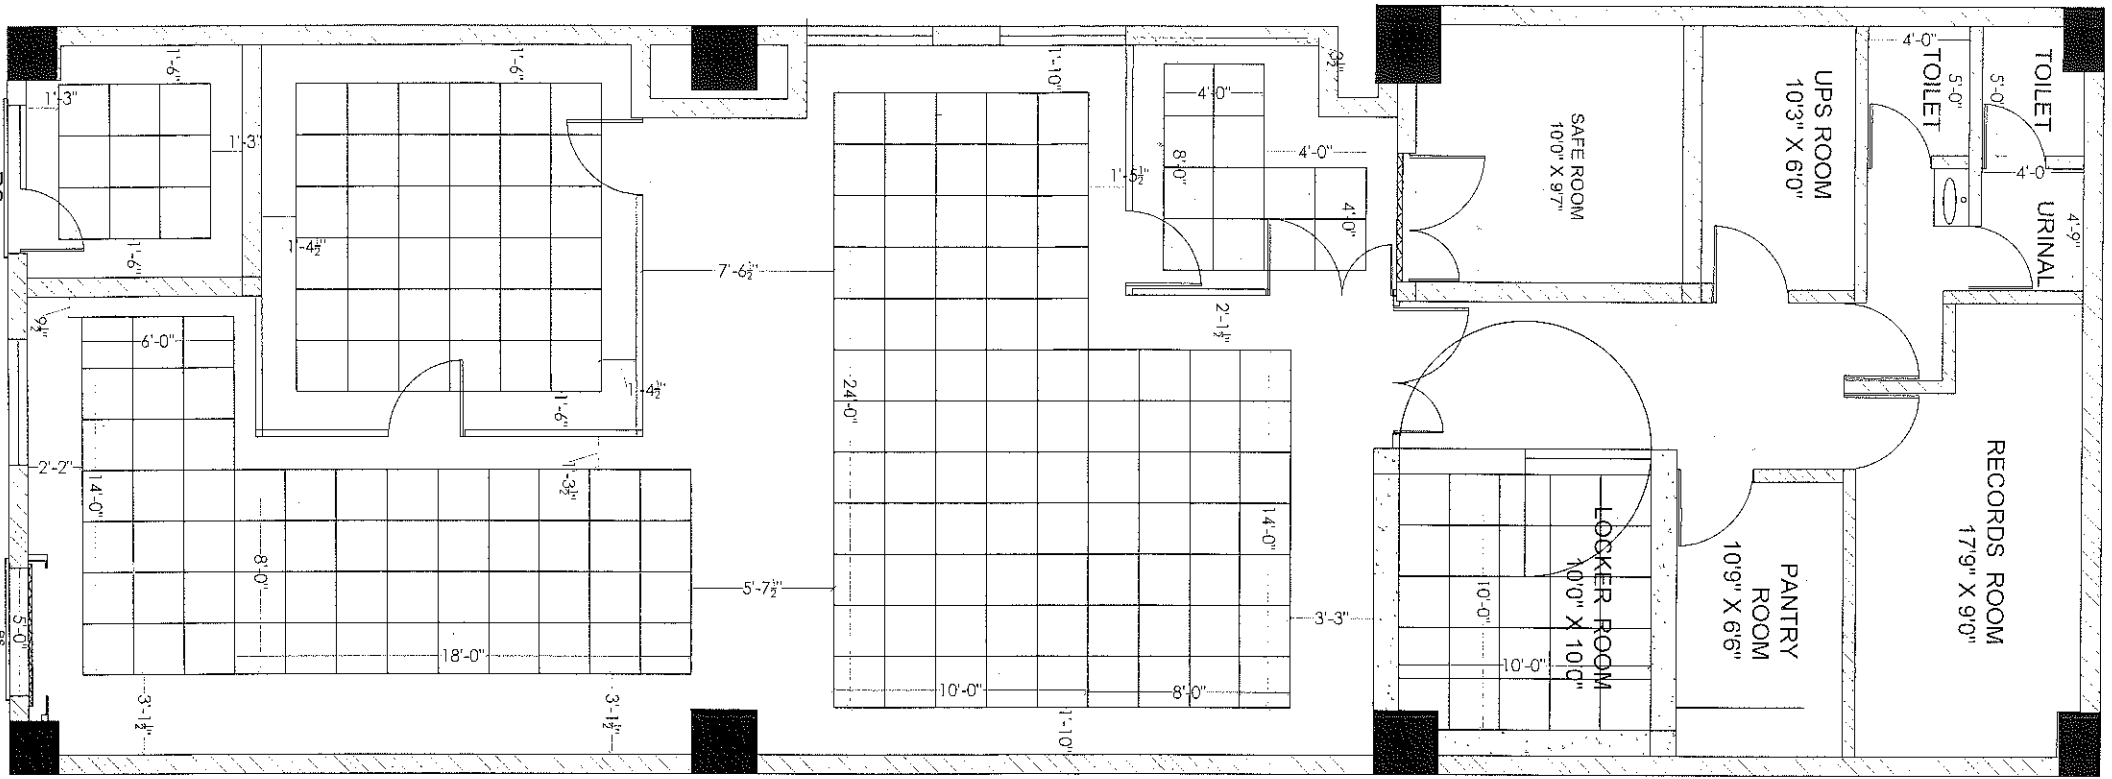 TOILET
5'-0"
4'-0"
TOILET
5'-0"
4'-0"
4'-9"
URINAL
UPS ROOM
10'3" X 6'0"
SAFE ROOM
10'0" X 9'7"
RECORDS ROOM
17'9" X 9'0"
PANTRY
ROOM
10'9" X 6'6"
LOCKER ROOM
10'0" X 10'0"
10'-0"
10'-0"
3½"
4'-0"
8'-0"
4'-0"
4'-0"
1'-5½"
2'-1½"
1'-10"
24'-0"
14'-0"
10'-0"
8'-0"
1'-10"
3'-3"
7'-6½"
5'-7½"
1'-6"
1'-4½"
1'-4½"
1'-6"
1'-3½"
1'-6"
1'-3"
1'-3"
1'-6"
9½"
6'-0"
2'-2"
14'-0"
8'-0"
18'-0"
3'-1½"
3'-1½"
5'-0"
RS